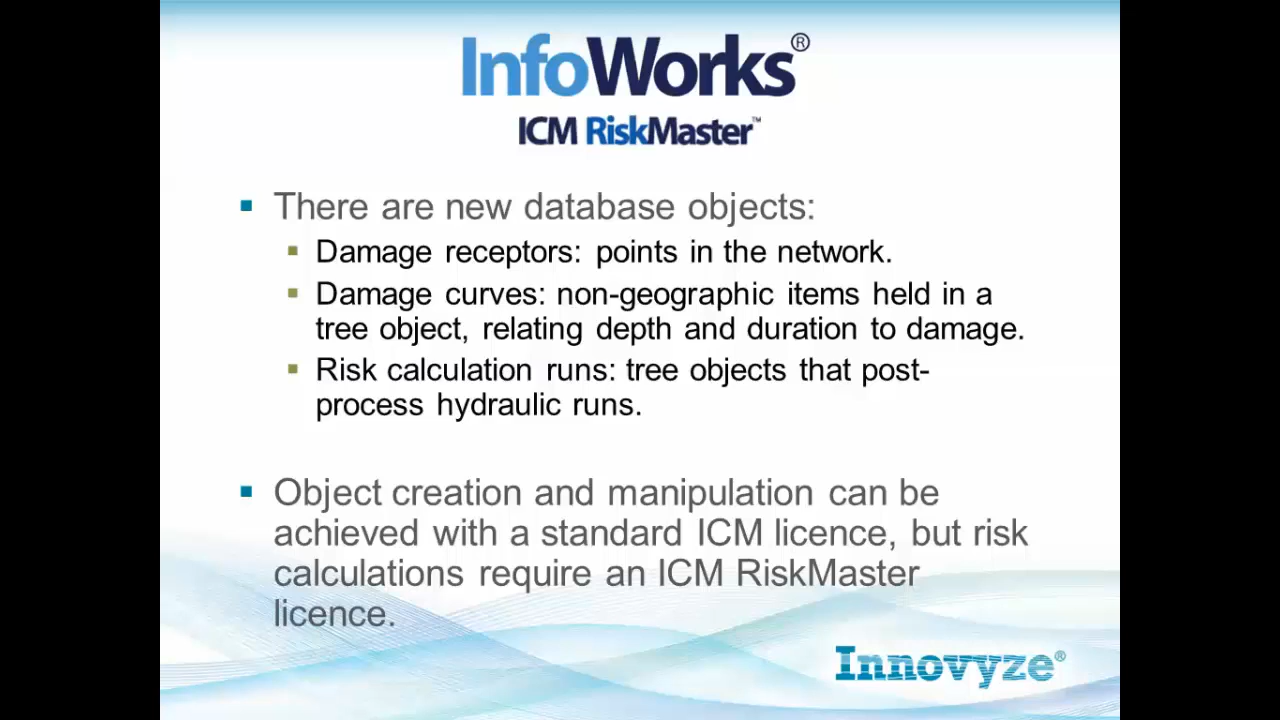 InfoWorks®
ICM RiskMaster™
There are new database objects:
Damage receptors: points in the network.
Damage curves: non-geographic items held in a
tree object, relating depth and duration to damage.
Risk calculation runs: tree objects that post-
process hydraulic runs.
Object creation and manipulation can be
achieved with a standard ICM licence, but risk
calculations require an ICM RiskMaster
licence.
Innovyze®